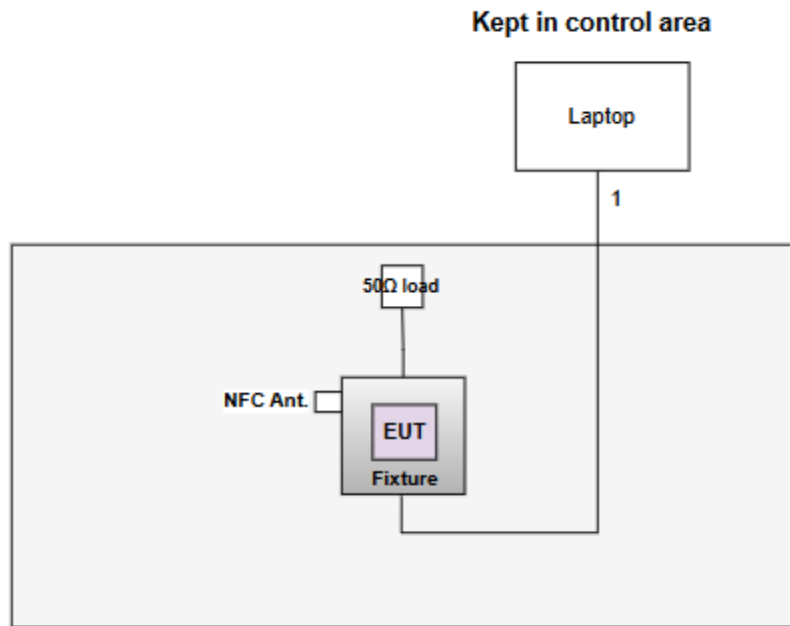 Kept in control area
Laptop
1
50Ω load
NFC Ant.
EUT
Fixture